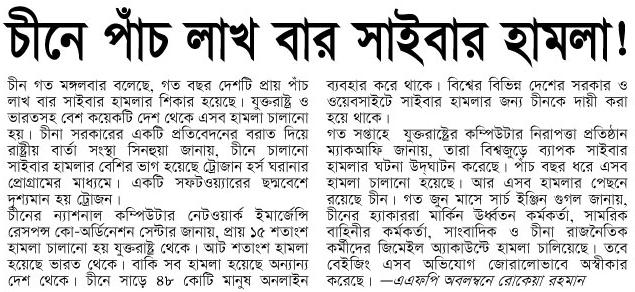 চীনে পাঁচ লাখ বার সাইবার হামলা!
চীন গত মঙ্গলবার বলেছে, গত বছর দেশটি প্রায় পাঁচ
লাখ বার সাইবার হামলার শিকার হয়েছে। যুক্তরাষ্ট্র ও
ভারতসহ বেশ কয়েকটি দেশ থেকে এসব হামলা চালানো
হয়। চীনা সরকারের একটি প্রতিবেদনের বরাত দিয়ে
রাষ্ট্রীয় বার্তা সংস্থা সিনহুয়া জানায়, চীনে চালানো
সাইবার হামলার বেশির ভাগ হয়েছে ট্রোজান হর্স ঘরানার
প্রোগ্রামের মাধ্যমে। একটি সফটওয়্যারের ছদ্মবেশে
দৃশ্যমান হয় ট্রোজন।
চীনের ন্যাশনাল কম্পিউটার নেটওয়ার্ক ইমার্জেন্সি
রেসপন্স কো-অর্ডিনেশন সেন্টার জানায়, প্রায় ১৫ শতাংশ
হামলা চালানো হয় যুক্তরাষ্ট্র থেকে। আট শতাংশ হামলা
হয়েছে ভারত থেকে। বাকি সব হামলা হয়েছে অন্যান্য
দেশ থেকে। চীনে সাড়ে ৪৮ কোটি মানুষ অনলাইন
ব্যবহার করে থাকে। বিশ্বের বিভিন্ন দেশের সরকার ও
ওয়েবসাইটে সাইবার হামলার জন্য চীনকে দায়ী করা
হয়ে থাকে।
গত সপ্তাহে যুক্তরাষ্ট্রের কম্পিউটার নিরাপত্তা প্রতিষ্ঠান
ম্যাকআফি জানায়, তারা বিশ্বজুড়ে ব্যাপক সাইবার
হামলার ঘটনা উদ্ঘাটন করেছে। পাঁচ বছর ধরে এসব
হামলা চালানো হয়েছে। আর এসব হামলার পেছনে
রয়েছে চীন। গত জুন মাসে সার্চ ইঞ্জিন গুগল জানায়,
চীনের হ্যাকাররা মার্কিন ঊর্ধ্বতন কর্মকর্তা, সামরিক
বাহিনীর কর্মকর্তা, সাংবাদিক ও চীনা রাজনৈতিক
কর্মীদের জিমেইল অ্যাকাউন্টে হামলা চালিয়েছে। তবে
বেইজিং এসব অভিযোগ জোরালোভাবে অস্বীকার
করেছে। —এএফপি অবলম্বনে রোকেয়া রহমান